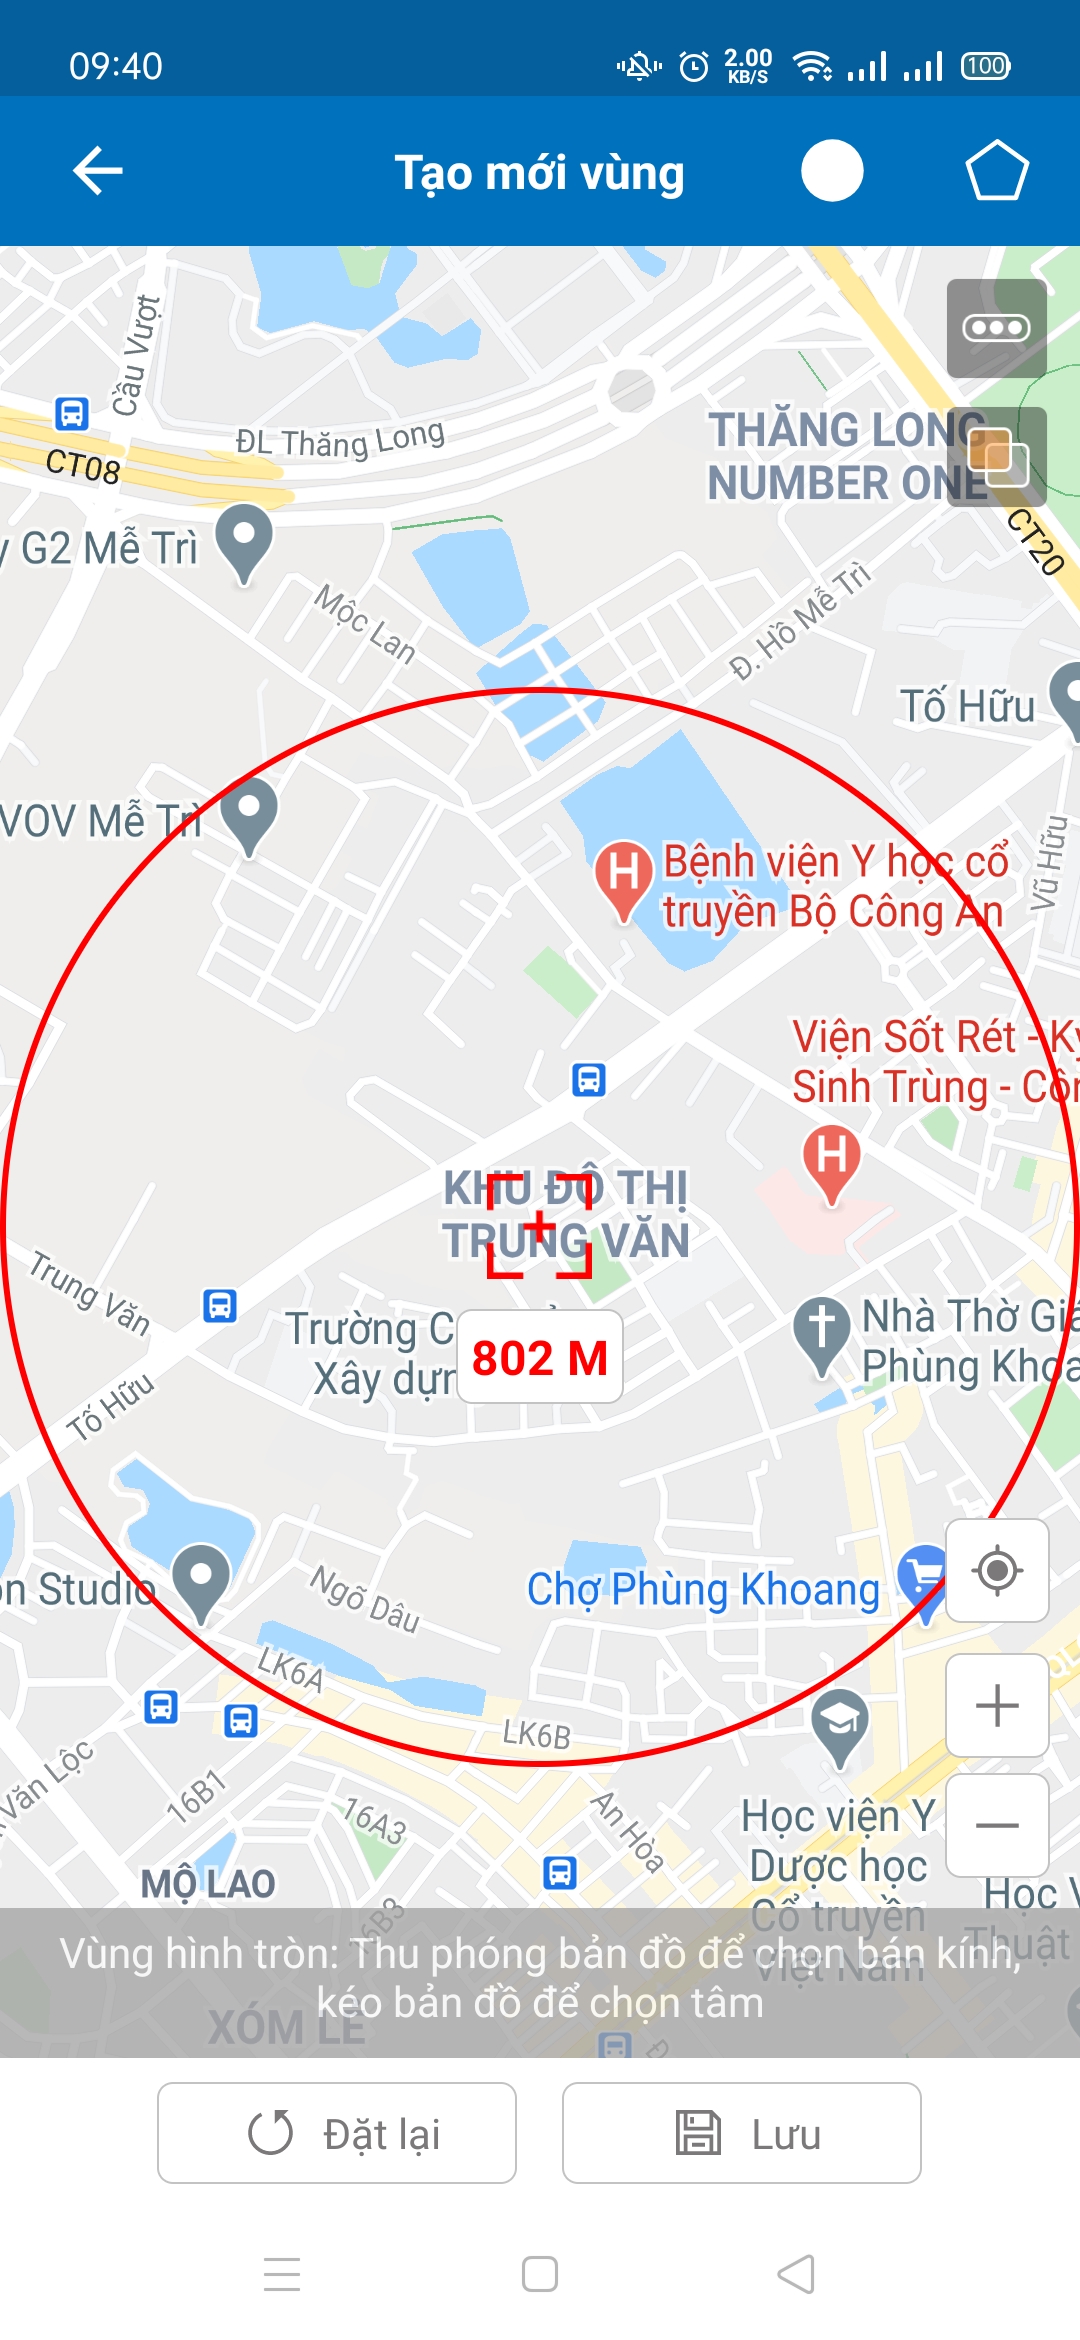 09:40
2.00
KB/S
100
Tạo mới vùng
Cầu Vượt
ĐL Thăng Long
CT08
THĂNG LONG
NUMBER ONE
CT20
y G2 Mễ Trì
Mộc Lan
Đ. Hồ Mễ Trì
Tố Hữu
VOV Mễ Trì
Bệnh viện Y học cổ
truyền Bộ Công An
Vũ Hữu
Viện Sốt Rét - Ký
Sinh Trùng - Côn
KHU ĐÔ THỊ
TRUNG VĂN
Trung Văn
Trường C
Xây dựn
802 M
Nhà Thờ Giá
Phùng Khoa
Tố Hữu
on Studio
Ngõ Dâu
Chợ Phùng Khoang
LK6A
LK6B
Văn Lộc
16B1
16A3
An Hòa
16B3
MỘ LAO
Học viện Y
Dược học
Cổ truyền
Việt Nam
Học V
Thuật
Vùng hình tròn: Thu phóng bản đồ để chọn bán kính,
kéo bản đồ để chọn tâm
XÓM LÊ
Đặt lại
Lưu